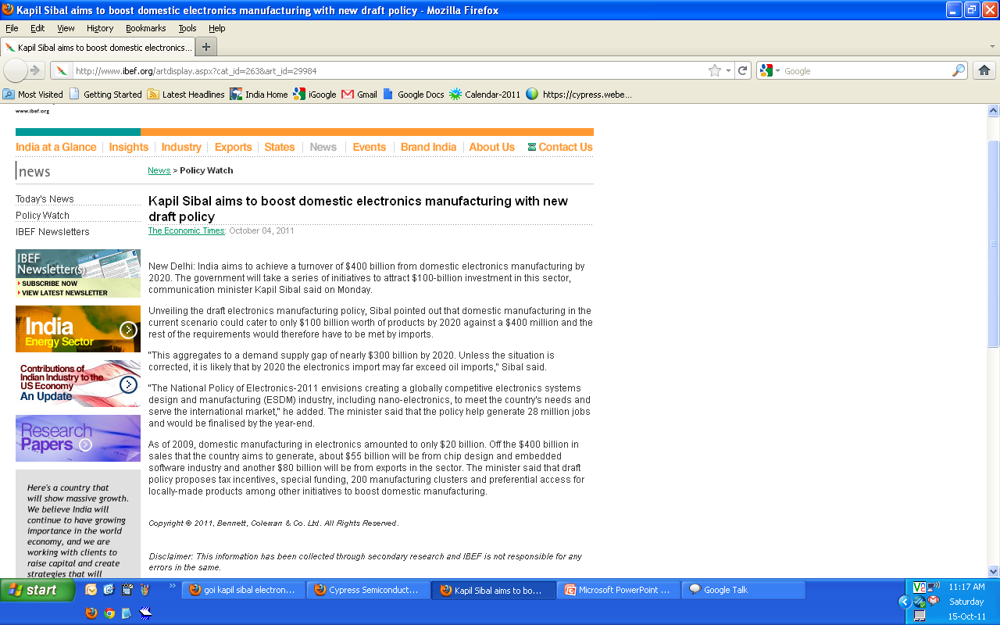 Kapil Sibal aims to boost domestic electronics manufacturing with new draft policy - Mozilla Firefox
File Edit View History Bookmarks Tools Help
Kapil Sibal aims to boost domestic electronics...
http://www.ibef.org/artdisplay.aspx?cat_id=263&art_id=29984
Google
Most Visited Getting Started Latest Headlines India Home iGoogle Gmail Google Docs Calendar-2011 https://cypress.webe...
www.ibef.org
India at a Glance Insights Industry Exports States News Events Brand India About Us Contact Us
news
News > Policy Watch
Today's News
Policy Watch
IBEF Newsletters
IBEF
Newsletter(s)
SUBSCRIBE NOW
VIEW LATEST NEWSLETTER
India
Energy Sector
Contributions of
Indian Industry to the
US Economy
An Update
Research
Papers
Here's a country that
will show massive growth.
We believe India will
continue to have growing
importance in the world
economy, and we are
working with clients to
raise capital and create
strategies that will
Kapil Sibal aims to boost domestic electronics manufacturing with new
draft policy
The Economic Times: October 04, 2011
New Delhi: India aims to achieve a turnover of $400 billion from domestic electronics manufacturing by
2020. The government will take a series of initiatives to attract $100-billion investment in this sector,
communication minister Kapil Sibal said on Monday.
Unveiling the draft electronics manufacturing policy, Sibal pointed out that domestic manufacturing in the
current scenario could cater to only $100 billion worth of products by 2020 against a $400 million and the
rest of the requirements would therefore have to be met by imports.
"This aggregates to a demand supply gap of nearly $300 billion by 2020. Unless the situation is
corrected, it is likely that by 2020 the electronics import may far exceed oil imports," Sibal said.
"The National Policy of Electronics-2011 envisions creating a globally competitive electronics systems
design and manufacturing (ESDM) industry, including nano-electronics, to meet the country's needs and
serve the international market," he added. The minister said that the policy help generate 28 million jobs
and would be finalised by the year-end.
As of 2009, domestic manufacturing in electronics amounted to only $20 billion. Off the $400 billion in
sales that the country aims to generate, about $55 billion will be from chip design and embedded
software industry and another $80 billion will be from exports in the sector. The minister said that draft
policy proposes tax incentives, special funding, 200 manufacturing clusters and preferential access for
locally-made products among other initiatives to boost domestic manufacturing.
Copyright © 2011, Bennett, Coleman & Co. Ltd. All Rights Reserved.
Disclaimer: This information has been collected through secondary research and IBEF is not responsible for any
errors in the same.
start
goi kapil sibal electron... Cypress Semiconduct... Kapil Sibal aims to bo... Microsoft PowerPoint ... Google Talk
11:17 AM
Saturday
15-Oct-11